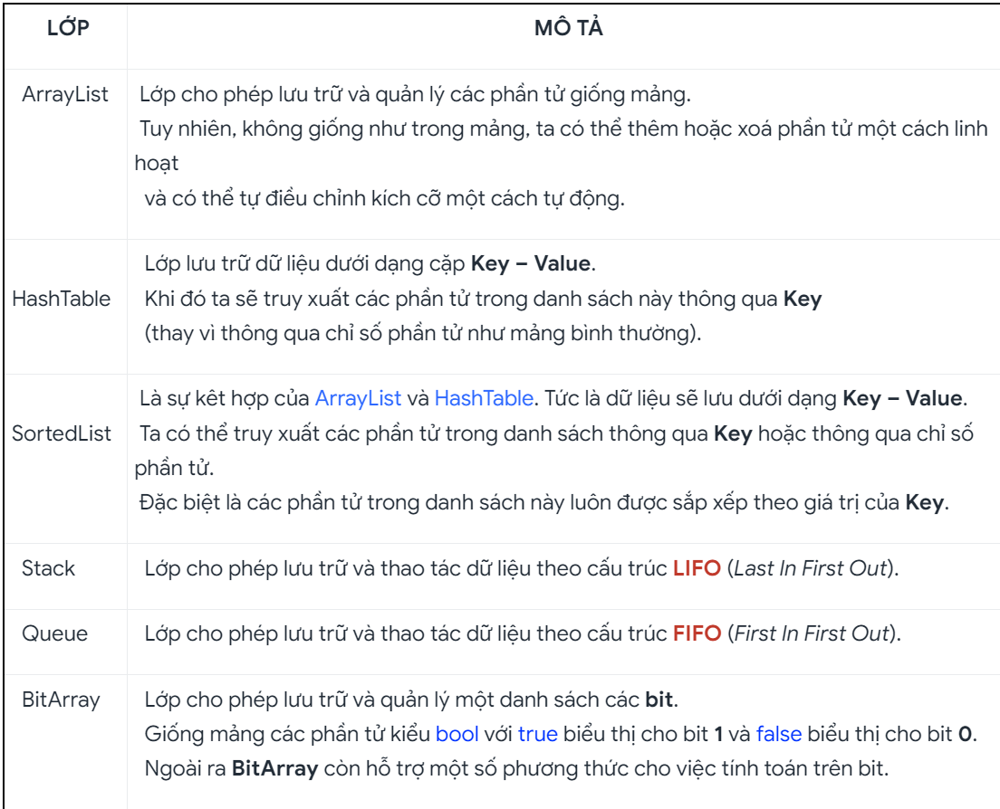 LỚP
MÔ TẢ
ArrayList
Lớp cho phép lưu trữ và quản lý các phần tử giống mảng.
Tuy nhiên, không giống như trong mảng, ta có thể thêm hoặc xoá phần tử một cách linh
hoạt
và có thể tự điều chỉnh kích cỡ một cách tự động.
HashTable
Lớp lưu trữ dữ liệu dưới dạng cặp Key – Value.
Khi đó ta sẽ truy xuất các phần tử trong danh sách này thông qua Key
(thay vì thông qua chỉ số phần tử như mảng bình thường).
SortedList
Là sự kêt hợp của ArrayList và HashTable. Tức là dữ liệu sẽ lưu dưới dạng Key – Value.
Ta có thể truy xuất các phần tử trong danh sách thông qua Key hoặc thông qua chỉ số
phần tử.
Đặc biệt là các phần tử trong danh sách này luôn được sắp xếp theo giá trị của Key.
Stack
Lớp cho phép lưu trữ và thao tác dữ liệu theo cấu trúc LIFO (Last In First Out).
Queue
Lớp cho phép lưu trữ và thao tác dữ liệu theo cấu trúc FIFO (First In First Out).
BitArray
Lớp cho phép lưu trữ và quản lý một danh sách các bit.
Giống mảng các phần tử kiểu bool với true biểu thị cho bit 1 và false biểu thị cho bit 0.
Ngoài ra BitArray còn hỗ trợ một số phương thức cho việc tính toán trên bit.